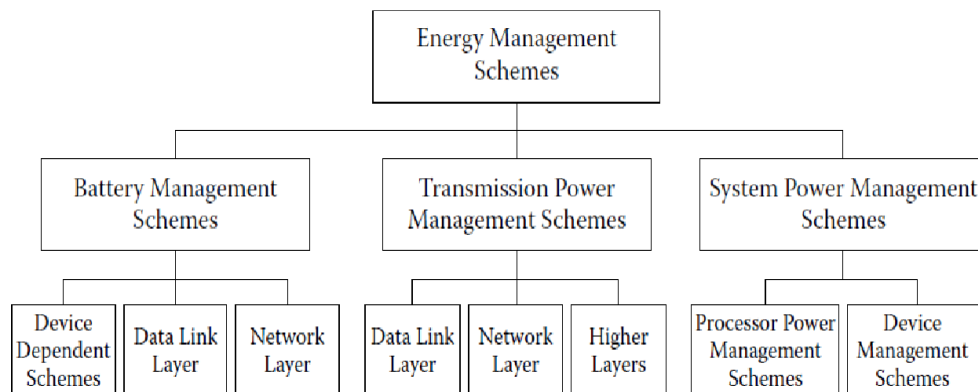 Energy Management
Schemes
Battery Management
Schemes
Transmission Power
Management Schemes
System Power Management
Schemes
Device
Dependent
Schemes
Data Link
Layer
Network
Layer
Data Link
Layer
Network
Layer
Higher
Layers
Processor Power
Management
Schemes
Device
Management
Schemes